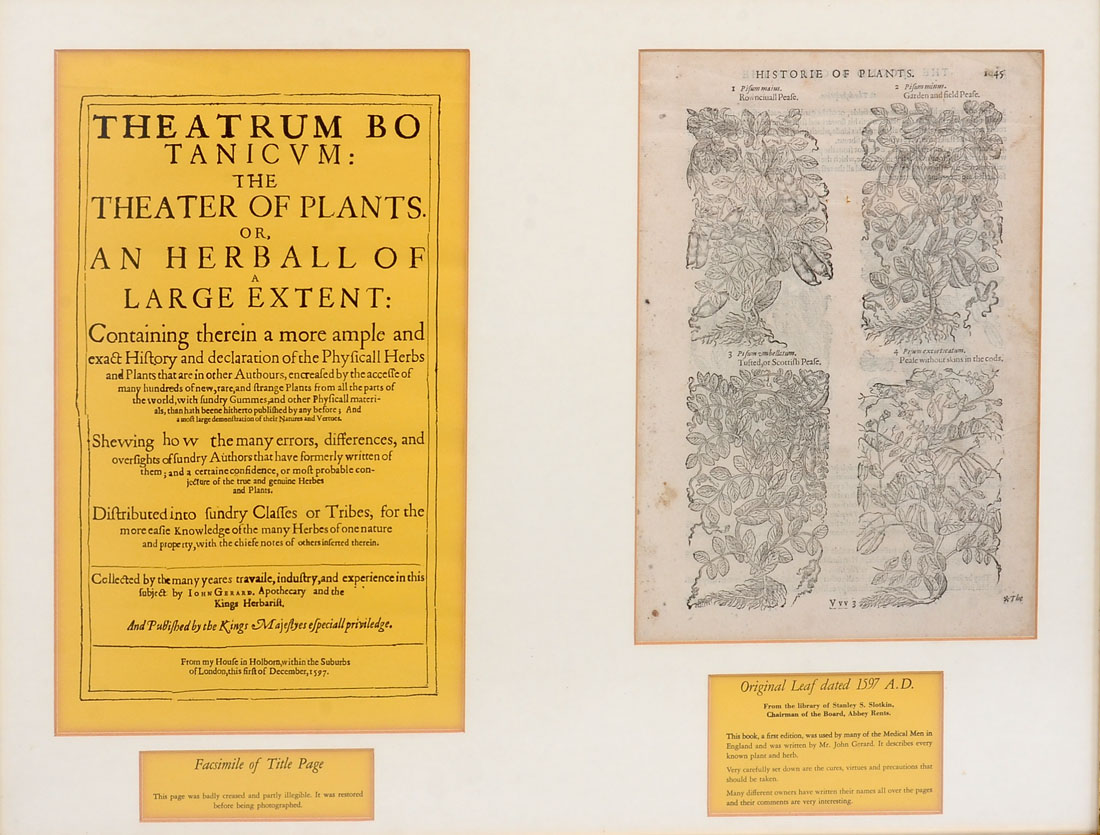 THEATRUM BO
TANICVM:
THE
THEATER OF PLANTS.
OR,
AN HERBALL OF
A
LARGE EXTENT:
Containing therein a more ample and
exact Hiſtory and declaration of the Phyſicall Herbs
and Plants that are in other Authours, encreaſed by the acceſſe of
many hundreds of new, rare, and ſtrange Plants from all the parts of
the world, with ſundry Gummes, and other Phyſicall materi-
als, than hath beene hitherto publiſhed by any before; And
a moſt large demonſtration of their Natures and Vertues.
Shewing how the many errors, differences, and
overſights of ſundry Authors that have formerly written of
them; and a certaine confidence, or moſt probable con-
jecture of the true and genuine Herbes
and Plants.
Diſtributed into ſundry Claſſes or Tribes, for the
more eaſie Knowledge of the many Herbes of one nature
and property, with the chiefe notes of others inſerted therein.
Collected by the many yeares travaile, induſtry, and experience in this
ſubject by IOHN GERARD. Apothecary and the
Kings Herbariſt.
And Publiſhed by the Kings Majeſtyes eſpeciall priviledge.
From my Houſe in Holborn, within the Suburbs
of London, this firſt of December, 1597.
Facsimile of Title Page
This page was badly creased and partly illegible. It was restored
before being photographed.
HISTORIE OF PLANTS. 1045
1 Piſum maius.
Rowncivall Peaſe.
2 Piſum minus.
Garden and field Peaſe.
3 Piſum umbellatum.
Tufted, or Scottiſh Peaſe,
4 Piſum excorticatum.
Peaſe without skins in the cods.
Vvv 3
Original Leaf dated 1597 A.D.
From the library of Stanley S. Slotkin,
Chairman of the Board, Abbey Rents.
This book, a first edition, was used by many of the Medical Men in
England and was written by Mr. John Gerard. It describes every
known plant and herb.
Very carefully set down are the cures, virtues and precautions that
should be taken.
Many different owners have written their names all over the pages
and their comments are very interesting.